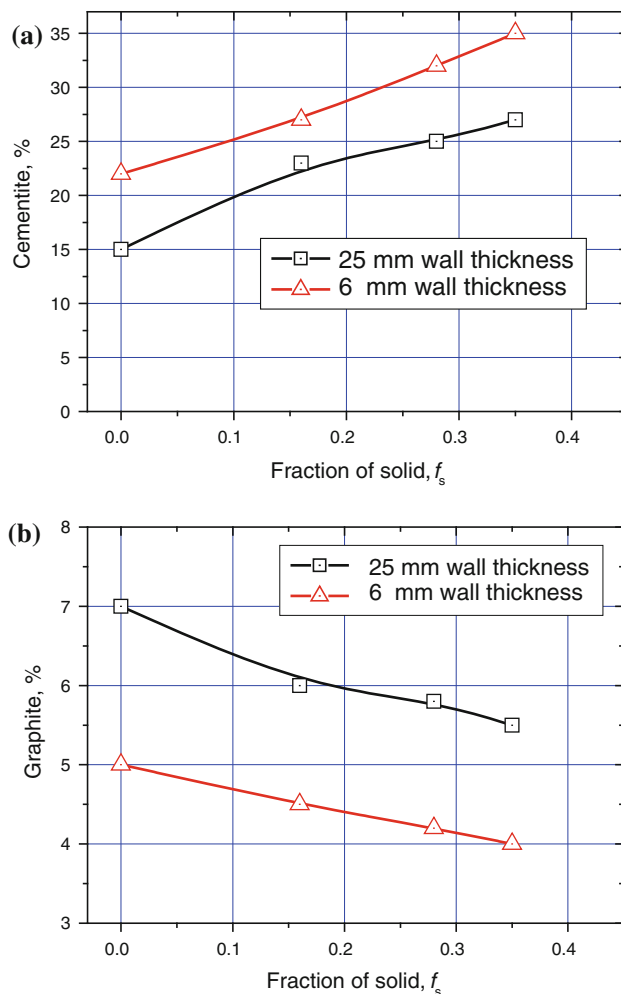 (a)
35
30
25
20
15
10
5
0
Cementite, %
25 mm wall thickness
6 mm wall thickness
0.0 0.1 0.2 0.3 0.4
Fraction of solid, fs
(b)
8
7
6
5
4
3
Graphite, %
25 mm wall thickness
6 mm wall thickness
0.0 0.1 0.2 0.3 0.4
Fraction of solid, fs